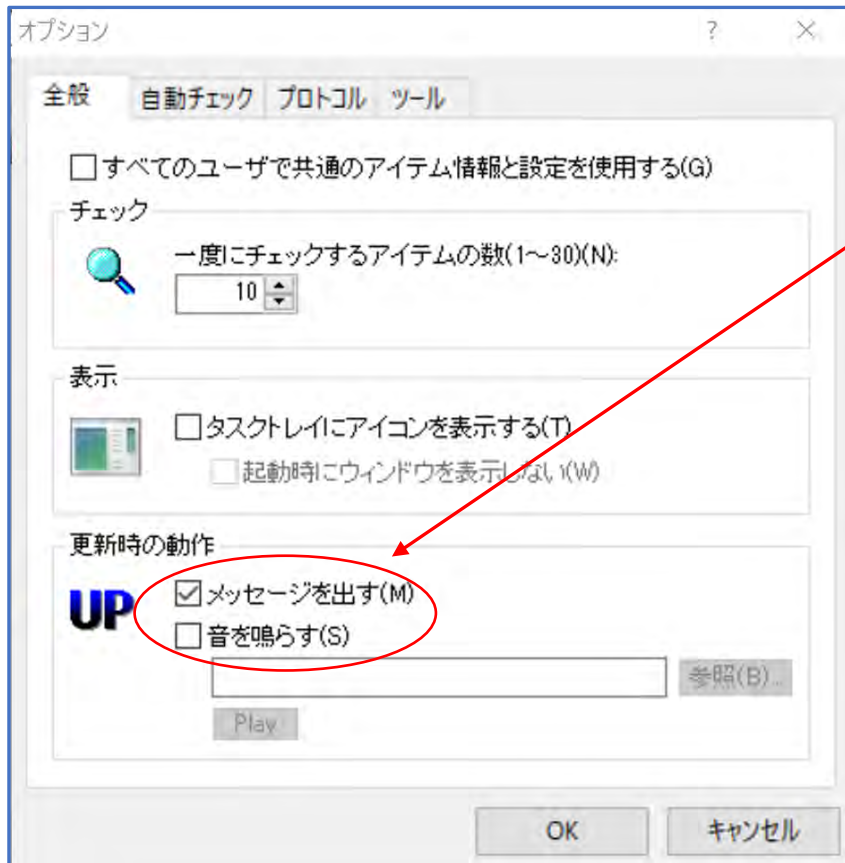 オプション
全般 自動チェック プロトコル ツール
すべてのユーザで共通のアイテム情報と設定を使用する(G)
チェック
一度にチェックするアイテムの数(1～30)(N):
10
表示
タスクトレイにアイコンを表示する(T)
起動時にウィンドウを表示しない(W)
更新時の動作
UP
メッセージを出す(M)
音を鳴らす(S)
参照(B)...
Play
OK キャンセル